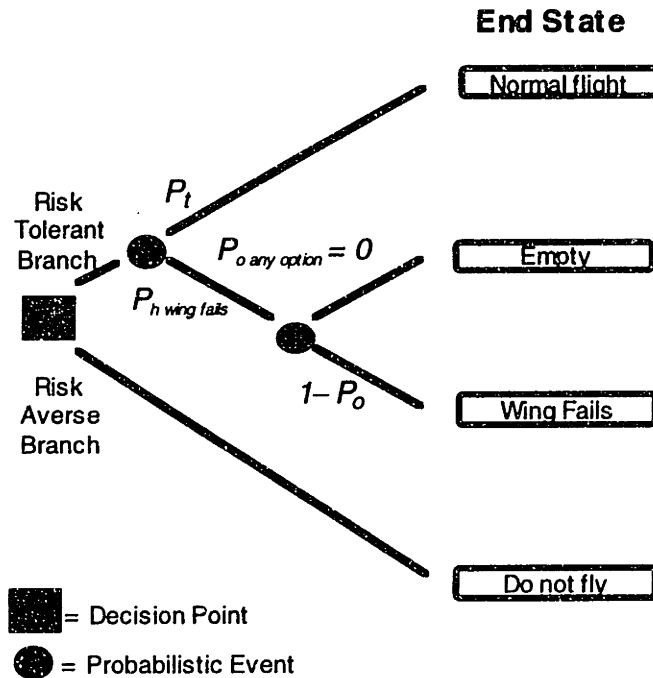 End State
Normal flight
P_t
Risk
Tolerant
Branch
P_o any option = 0
Empty
P_h wing fails
1– P_o
Wing Fails
Risk
Averse
Branch
Do not fly
= Decision Point
= Probabilistic Event